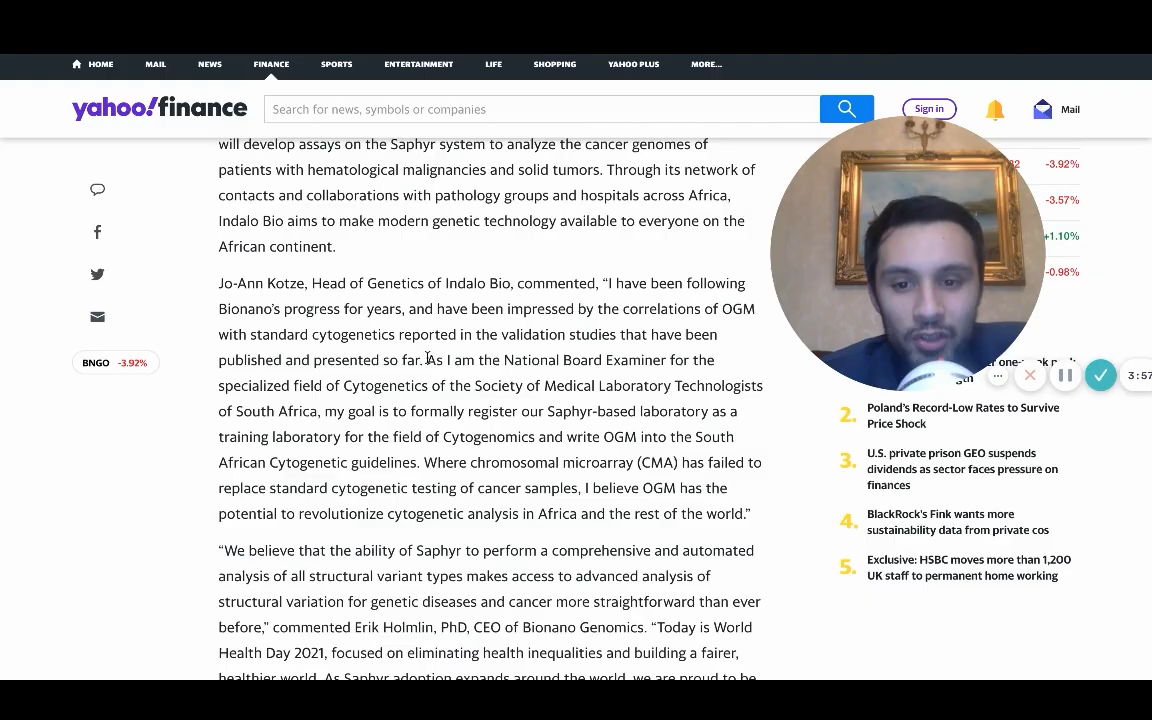 HOME MAIL NEWS FINANCE SPORTS ENTERTAINMENT LIFE SHOPPING YAHOO PLUS MORE...
yahoo!finance Search for news, symbols or companies Sign in Mail
will develop assays on the Saphyr system to analyze the cancer genomes of
patients with hematological malignancies and solid tumors. Through its network of
contacts and collaborations with pathology groups and hospitals across Africa,
Indalo Bio aims to make modern genetic technology available to everyone on the
African continent.
Jo-Ann Kotze, Head of Genetics of Indalo Bio, commented, “I have been following
Bionano’s progress for years, and have been impressed by the correlations of OGM
with standard cytogenetics reported in the validation studies that have been
published and presented so far. As I am the National Board Examiner for the
specialized field of Cytogenetics of the Society of Medical Laboratory Technologists
of South Africa, my goal is to formally register our Saphyr-based laboratory as a
training laboratory for the field of Cytogenomics and write OGM into the South
African Cytogenetic guidelines. Where chromosomal microarray (CMA) has failed to
replace standard cytogenetic testing of cancer samples, I believe OGM has the
potential to revolutionize cytogenetic analysis in Africa and the rest of the world.”
“We believe that the ability of Saphyr to perform a comprehensive and automated
analysis of all structural variant types makes access to advanced analysis of
structural variation for genetic diseases and cancer more straightforward than ever
before,” commented Erik Holmlin, PhD, CEO of Bionano Genomics. “Today is World
Health Day 2021, focused on eliminating health inequalities and building a fairer,
healthier world. As Saphyr adoption expands around the world, we are proud to be
BNGO -3.92%
-3.92%
-3.57%
+1.10%
-0.98%
3:57
2. Poland’s Record-Low Rates to Survive
Price Shock
3. U.S. private prison GEO suspends
dividends as sector faces pressure on
finances
4. BlackRock’s Fink wants more
sustainability data from private cos
5. Exclusive: HSBC moves more than 1,200
UK staff to permanent home working